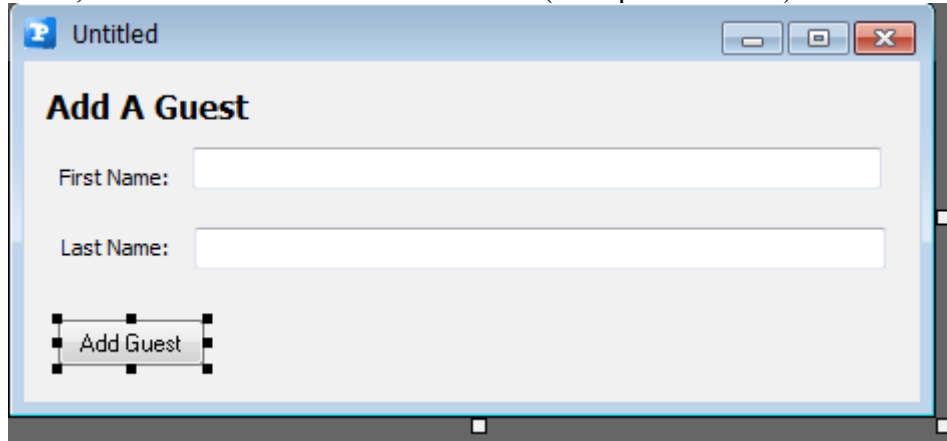 Untitled
Add A Guest
First Name:
Last Name:
Add Guest